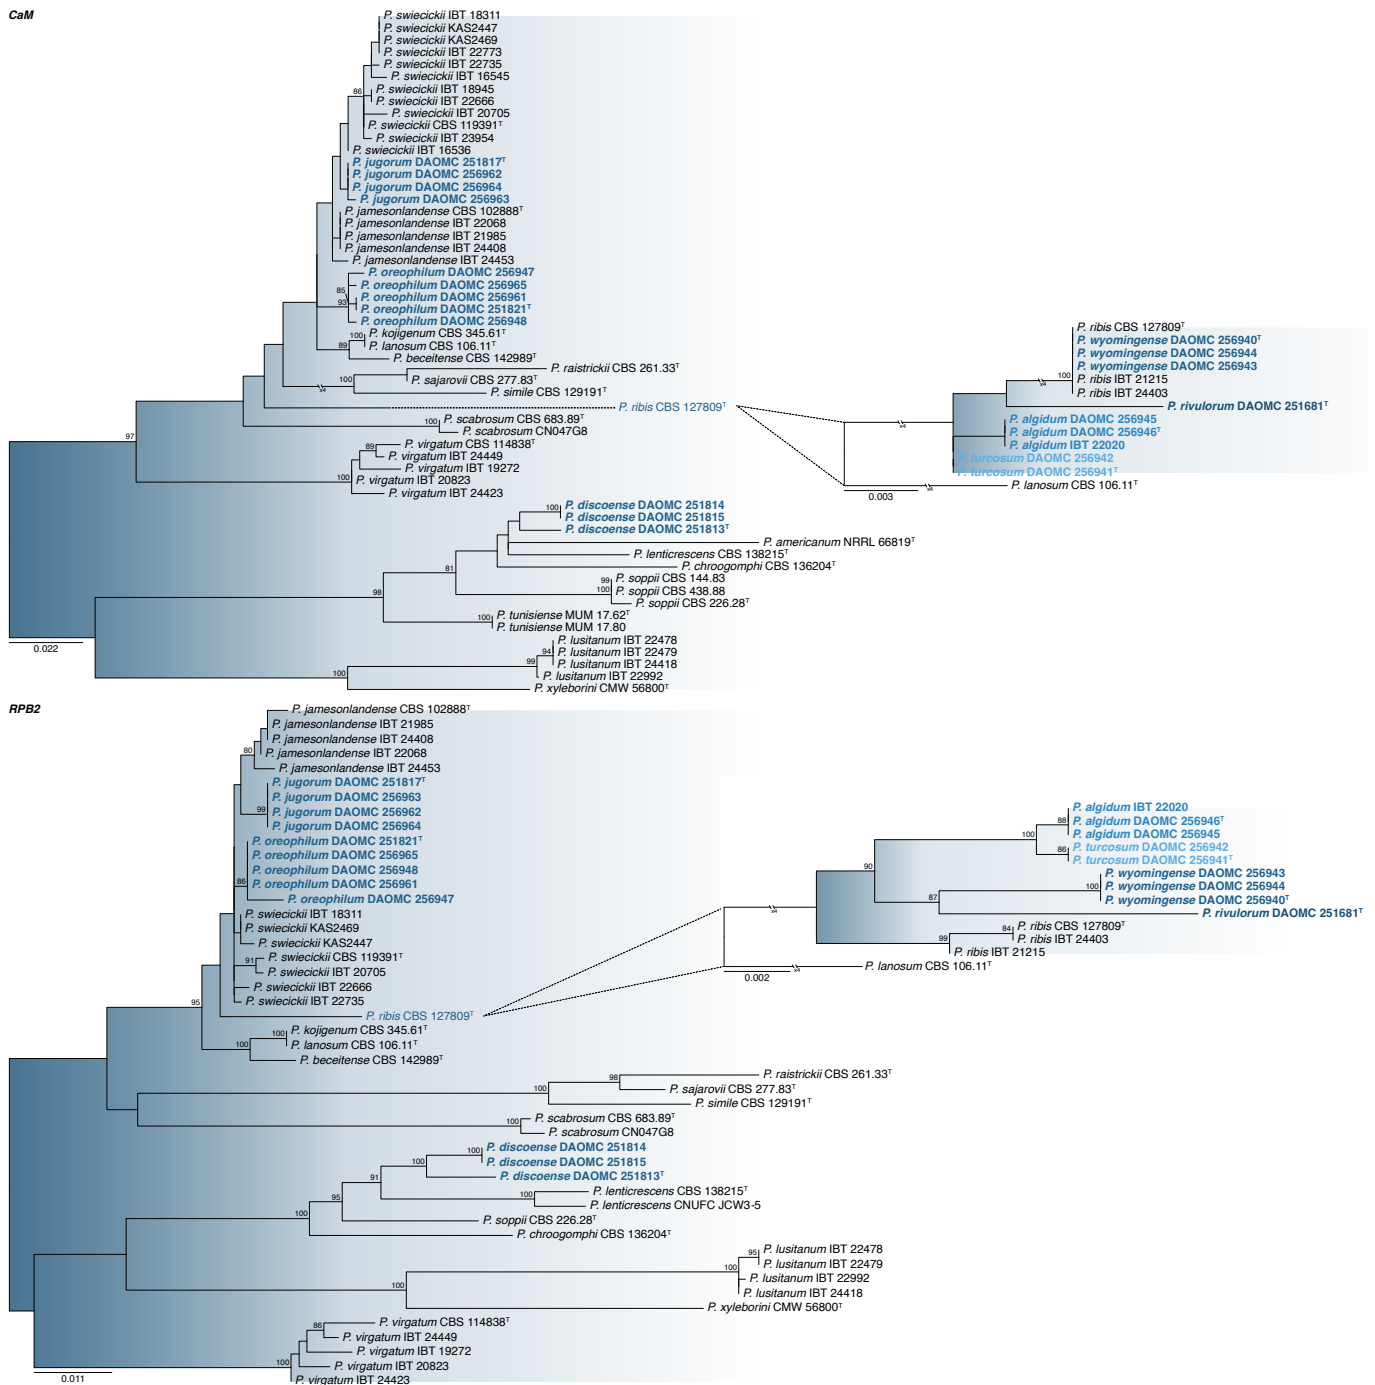 CaM
P. swiecickii IBT 18311
P. swiecickii KAS2447
P. swiecickii KAS2469
P. swiecickii IBT 22773
P. swiecickii IBT 22735
P. swiecickii IBT 16545
86
P. swiecickii IBT 18945
P. swiecickii IBT 22666
P. swiecickii IBT 20705
P. swiecickii CBS 119391T
P. swiecickii IBT 23954
P. swiecickii IBT 16536
P. jugorum DAOMC 251817T
P. jugorum DAOMC 256962
P. jugorum DAOMC 256964
P. jugorum DAOMC 256963
P. jamesonlandense CBS 102888T
P. jamesonlandense IBT 22068
P. jamesonlandense IBT 21985
P. jamesonlandense IBT 24408
P. jamesonlandense IBT 24453
P. oreophilum DAOMC 256947
85
P. oreophilum DAOMC 256965
P. oreophilum DAOMC 256961
93
P. oreophilum DAOMC 251821T
P. oreophilum DAOMC 256948
100
P. kojigenum CBS 345.61T
89
P. lanosum CBS 106.11T
P. beceitense CBS 142989T
P. raistrickii CBS 261.33T
100
P. sajarovii CBS 277.83T
x4
P. simile CBS 129191T
P. ribis CBS 127809T
100
P. scabrosum CBS 683.89T
P. scabrosum CN047G8
97
89
P. virgatum CBS 114838T
P. virgatum IBT 24449
P. virgatum IBT 19272
100
P. virgatum IBT 20823
P. virgatum IBT 24423
100
P. discoense DAOMC 251814
P. discoense DAOMC 251815
P. discoense DAOMC 251813T
P. americanum NRRL 66819T
P. lenticrescens CBS 138215T
81
P. chroogomphi CBS 136204T
99
P. soppii CBS 144.83
98
100
P. soppii CBS 438.88
P. soppii CBS 226.28T
100
P. tunisiense MUM 17.62T
P. tunisiense MUM 17.80
P. lusitanum IBT 22478
94
P. lusitanum IBT 22479
99
P. lusitanum IBT 24418
100
P. lusitanum IBT 22992
P. xyleborini CMW 56800T
0.022
P. ribis CBS 127809T
P. wyomingense DAOMC 256940T
P. wyomingense DAOMC 256944
P. wyomingense DAOMC 256943
100
x4
P. ribis IBT 21215
P. ribis IBT 24403
P. rivulorum DAOMC 251681T
x4
P. algidum DAOMC 256945
P. algidum DAOMC 256946T
P. algidum IBT 22020
P. turcosum DAOMC 256942
P. turcosum DAOMC 256941T
x4
P. lanosum CBS 106.11T
0.003
RPB2
P. jamesonlandense CBS 102888T
P. jamesonlandense IBT 21985
P. jamesonlandense IBT 24408
80
P. jamesonlandense IBT 22068
P. jamesonlandense IBT 24453
P. jugorum DAOMC 251817T
P. jugorum DAOMC 256963
99
P. jugorum DAOMC 256962
P. jugorum DAOMC 256964
P. oreophilum DAOMC 251821T
P. oreophilum DAOMC 256965
P. oreophilum DAOMC 256948
86
P. oreophilum DAOMC 256961
P. oreophilum DAOMC 256947
P. swiecickii IBT 18311
P. swiecickii KAS2469
P. swiecickii KAS2447
91
P. swiecickii CBS 119391T
P. swiecickii IBT 20705
P. swiecickii IBT 22666
95
P. swiecickii IBT 22735
P. ribis CBS 127809T
100
P. kojigenum CBS 345.61T
100
P. lanosum CBS 106.11T
P. beceitense CBS 142989T
98
P. raistrickii CBS 261.33T
100
P. sajarovii CBS 277.83T
P. simile CBS 129191T
100
P. scabrosum CBS 683.89T
P. scabrosum CN047G8
100
P. discoense DAOMC 251814
100
P. discoense DAOMC 251815
91
P. discoense DAOMC 251813T
95
100
P. lenticrescens CBS 138215T
P. lenticrescens CNUFC JCW3-5
100
P. soppii CBS 226.28T
P. chroogomphi CBS 136204T
95
P. lusitanum IBT 22478
100
P. lusitanum IBT 22479
P. lusitanum IBT 22992
100
P. lusitanum IBT 24418
P. xyleborini CMW 56800T
86
P. virgatum CBS 114838T
P. virgatum IBT 24449
P. virgatum IBT 19272
100
P. virgatum IBT 20823
P. virgatum IBT 24423
0.011
P. algidum IBT 22020
88
P. algidum DAOMC 256946T
100
P. algidum DAOMC 256945
86
P. turcosum DAOMC 256942
P. turcosum DAOMC 256941T
90
P. wyomingense DAOMC 256943
100
P. wyomingense DAOMC 256944
87
P. wyomingense DAOMC 256940T
x4
P. rivulorum DAOMC 251681T
84
P. ribis CBS 127809T
99
P. ribis IBT 24403
P. ribis IBT 21215
x4
P. lanosum CBS 106.11T
0.002